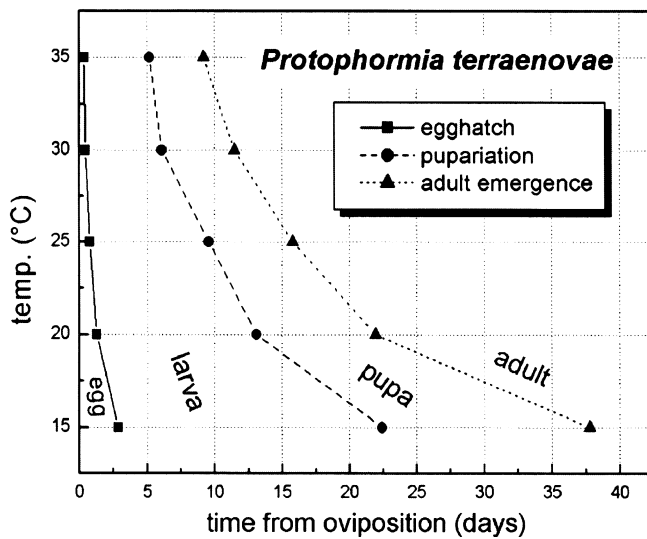 Protophormia terraenovae
egghatch
pupariation
adult emergence
temp. (°C)
35
30
25
20
15
egg
larva
pupa
adult
0 5 10 15 20 25 30 35 40
time from oviposition (days)